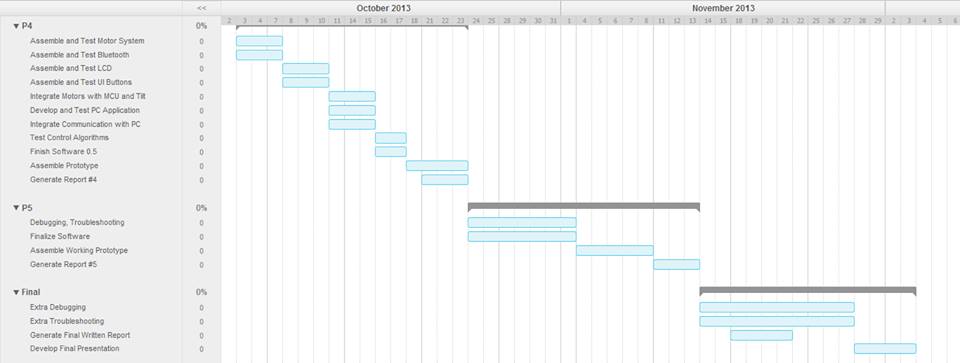 <<
October 2013
November 2013
2 3 4 7 8 9 10 11 14 15 16 17 18 21 22 23 24 25 28 29 30 31 1 4 5 6 7 8 11 12 13 14 15 18 19 20 21 22 25 26 27 28 29 2 3 4 5 6
P4 0%
Assemble and Test Motor System 0
Assemble and Test Bluetooth 0
Assemble and Test LCD 0
Assemble and Test UI Buttons 0
Integrate Motors with MCU and Tilt 0
Develop and Test PC Application 0
Integrate Communication with PC 0
Test Control Algorithms 0
Finish Software 0.5 0
Assemble Prototype 0
Generate Report #4 0
P5 0%
Debugging, Troubleshooting 0
Finalize Software 0
Assemble Working Prototype 0
Generate Report #5 0
Final 0%
Extra Debugging 0
Extra Troubleshooting 0
Generate Final Written Report 0
Develop Final Presentation 0